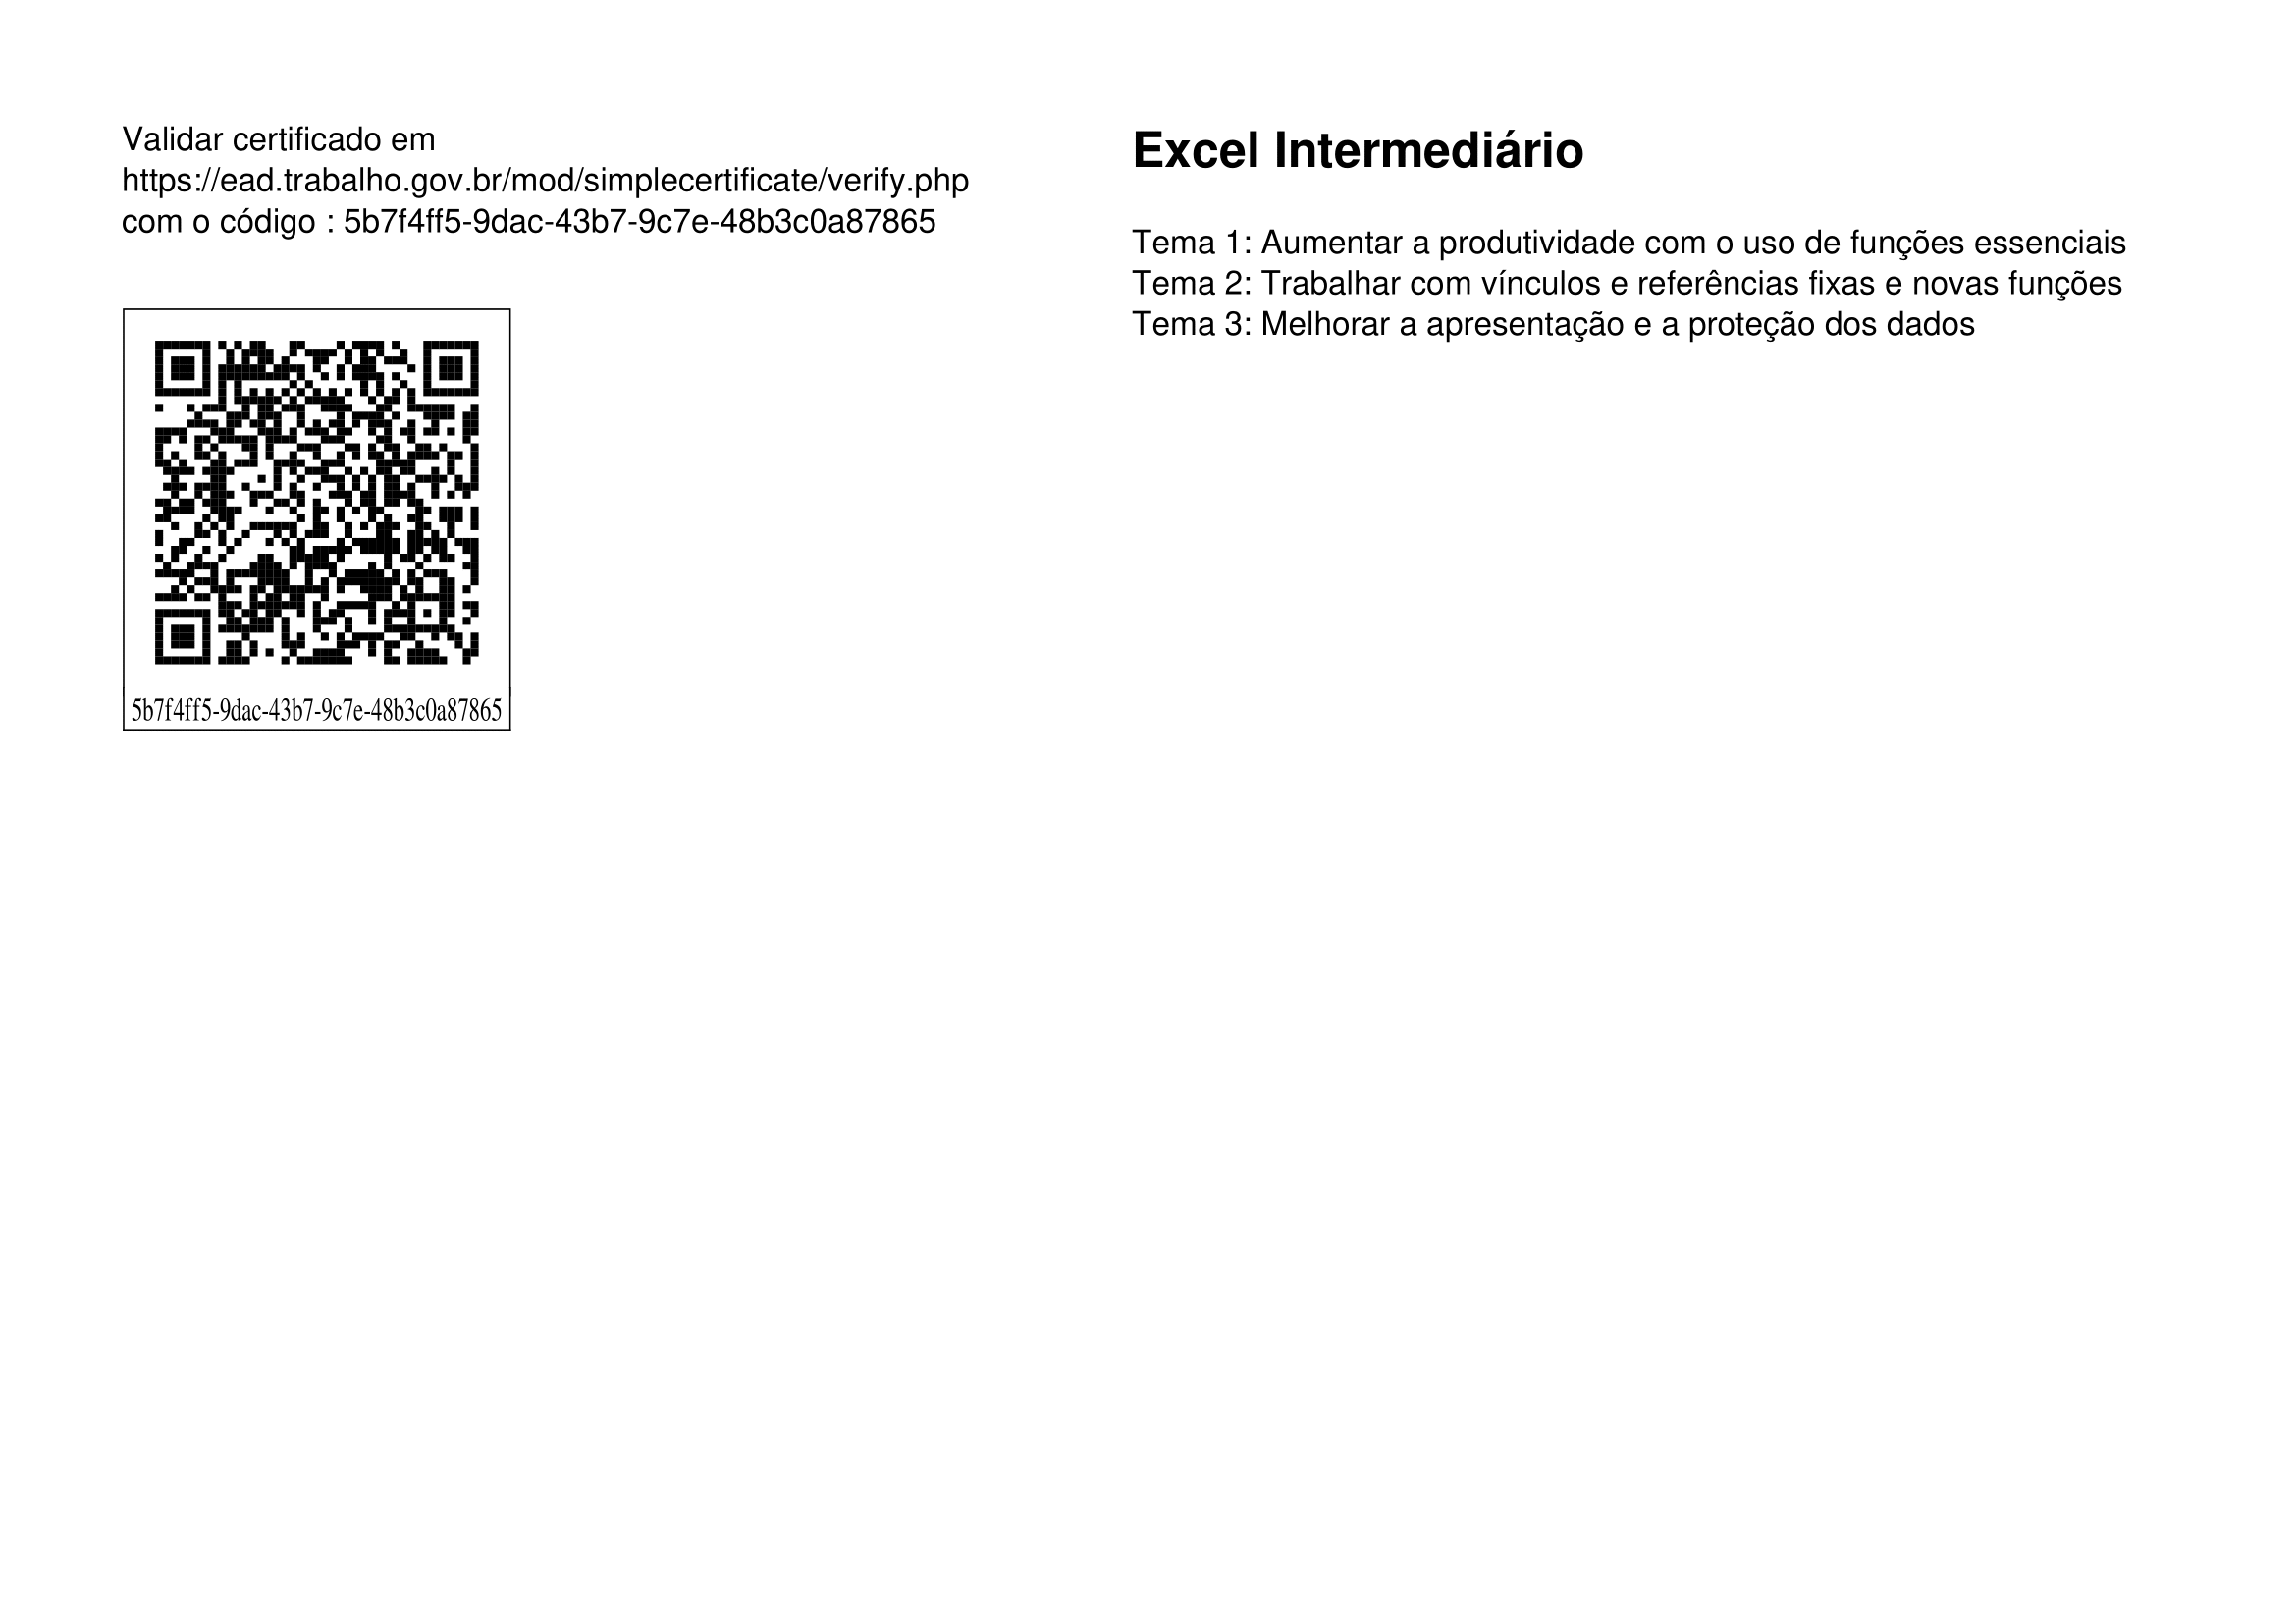 Validar certificado em
https://ead.trabalho.gov.br/mod/simplecertificate/verify.php
com o código : 5b7f4ff5-9dac-43b7-9c7e-48b3c0a87865
5b7f4ff5-9dac-43b7-9c7e-48b3c0a87865
Excel Intermediário
Tema 1: Aumentar a produtividade com o uso de funções essenciais
Tema 2: Trabalhar com vínculos e referências fixas e novas funções
Tema 3: Melhorar a apresentação e a proteção dos dados